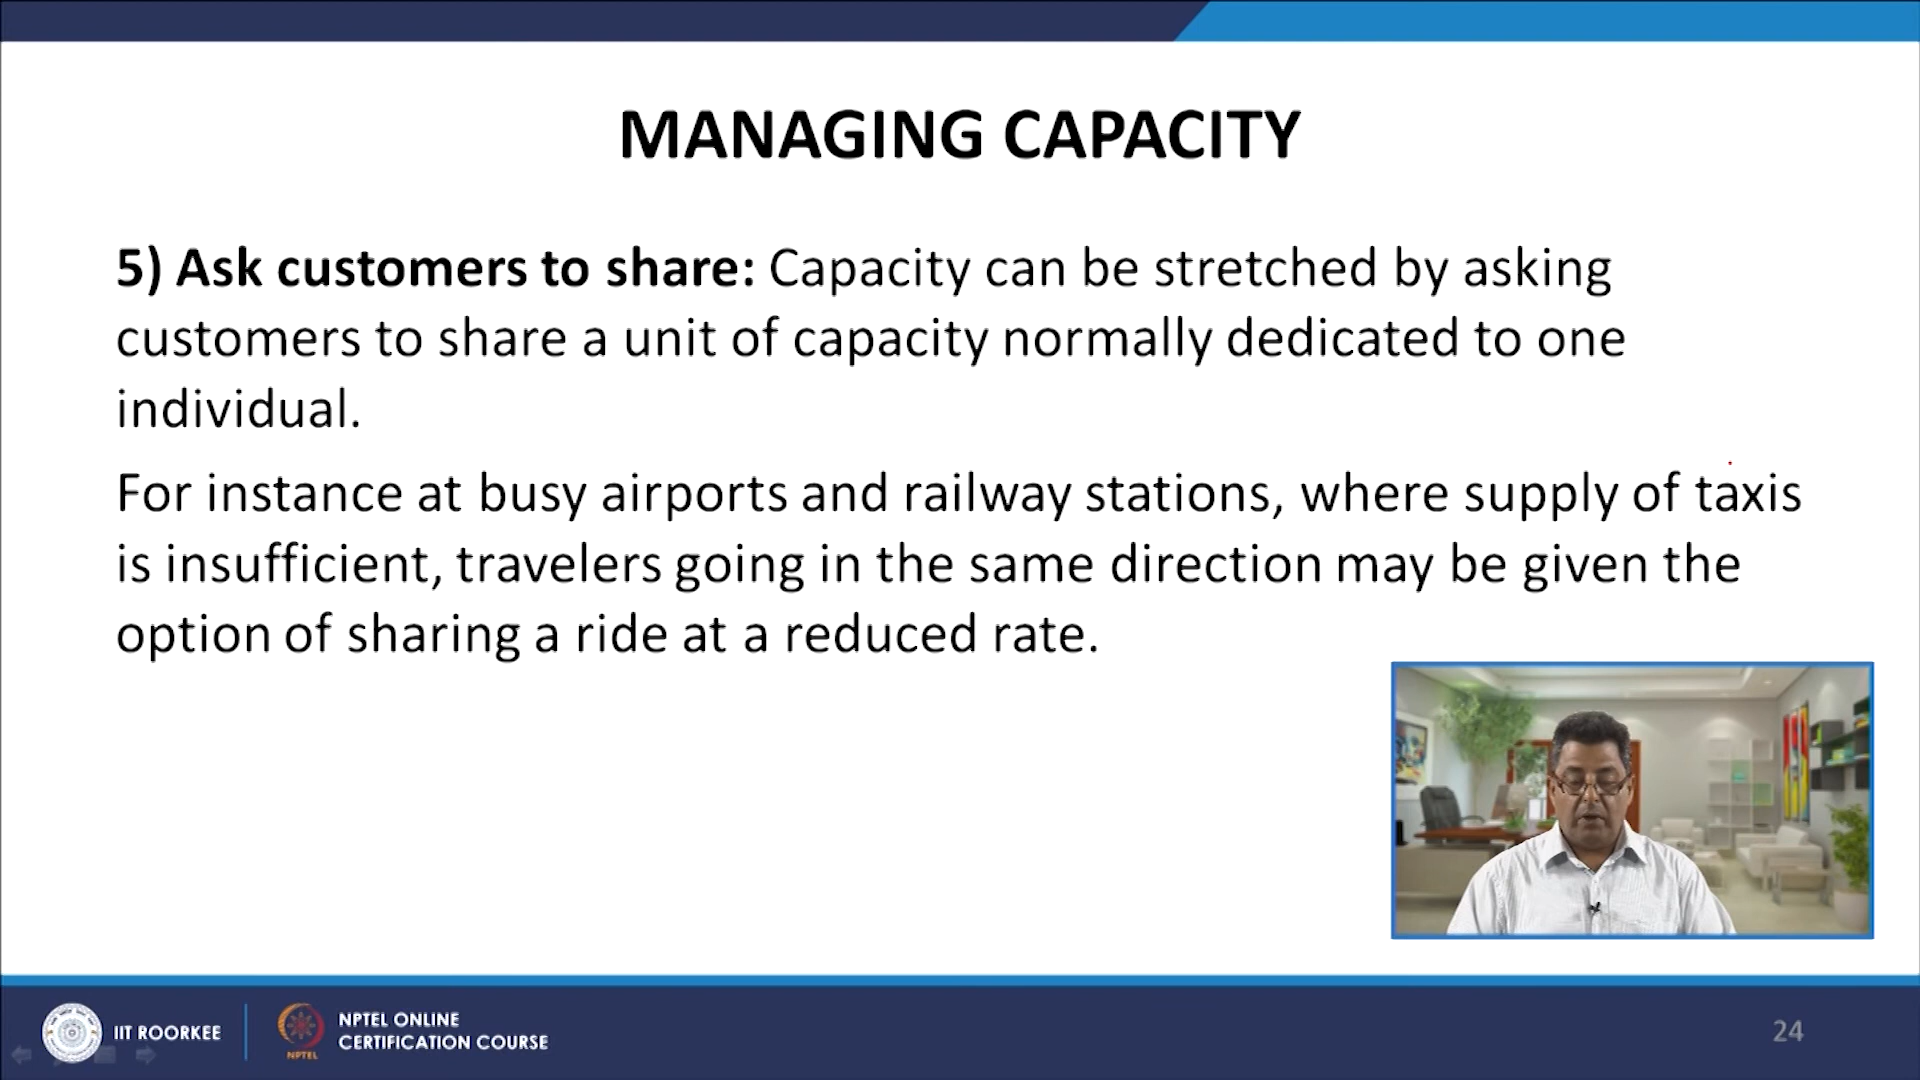 MANAGING CAPACITY
5) Ask customers to share: Capacity can be stretched by asking
customers to share a unit of capacity normally dedicated to one
individual.
For instance at busy airports and railway stations, where supply of taxis
is insufficient, travelers going in the same direction may be given the
option of sharing a ride at a reduced rate.
IIT ROORKEE
NPTEL
NPTEL ONLINE
CERTIFICATION COURSE
24